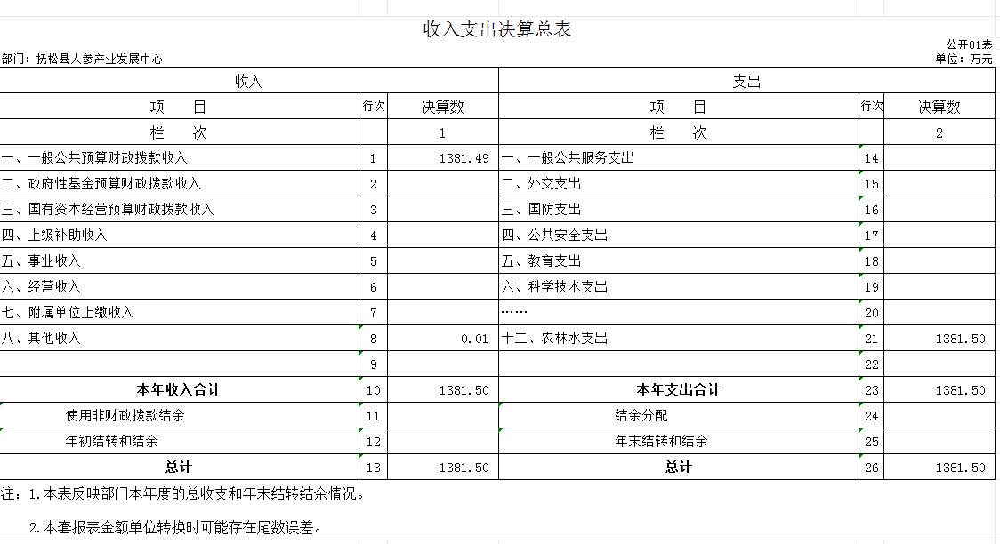 收入支出决算总表
公开01表
部门：抚松县人参产业发展中心 单位：万元
收入 支出
项 目 行次 决算数 项 目 行次 决算数
栏 次 1 栏 次 2
一、一般公共预算财政拨款收入 1 1381.49 一、一般公共服务支出 14
二、政府性基金预算财政拨款收入 2 二、外交支出 15
三、国有资本经营预算财政拨款收入 3 三、国防支出 16
四、上级补助收入 4 四、公共安全支出 17
五、事业收入 5 五、教育支出 18
六、经营收入 6 六、科学技术支出 19
七、附属单位上缴收入 7 …… 20
八、其他收入 8 0.01 十二、农林水支出 21 1381.50
9 22
本年收入合计 10 1381.50 本年支出合计 23 1381.50
使用非财政拨款结余 11 结余分配 24
年初结转和结余 12 年末结转和结余 25
总计 13 1381.50 总计 26 1381.50
注：1.本表反映部门本年度的总收支和年末结转结余情况。
2.本套报表金额单位转换时可能存在尾数误差。